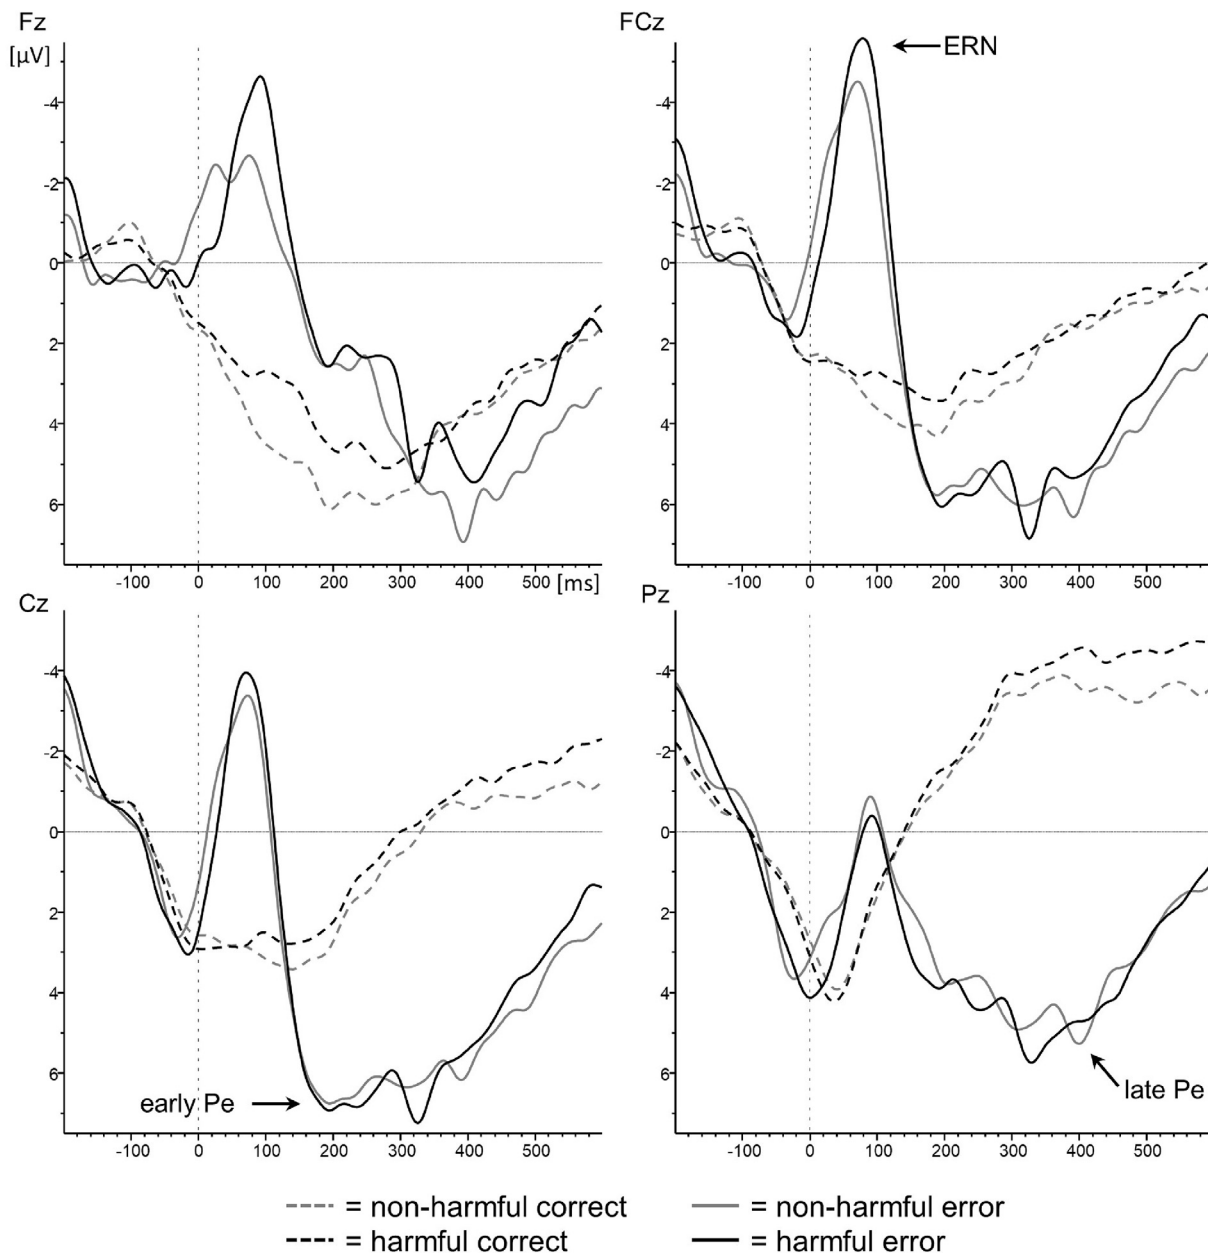 Fz
[µV]
-4
-2
0
2
4
6
-100 0 100 200 300 400 500 [ms]
FCz
ERN
-4
-2
0
2
4
6
-100 0 100 200 300 400 500
Cz
-4
-2
0
2
4
6
early Pe
-100 0 100 200 300 400 500
Pz
-4
-2
0
2
4
6
late Pe
-100 0 100 200 300 400 500
= non-harmful correct
= non-harmful error
= harmful correct
= harmful error